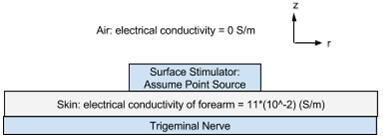 z
Air: electrical conductivity = 0 S/m
r
Surface Stimulator:
Assume Point Source
Skin: electrical conductivity of forearm = 11*(10^-2) (S/m)
Trigeminal Nerve